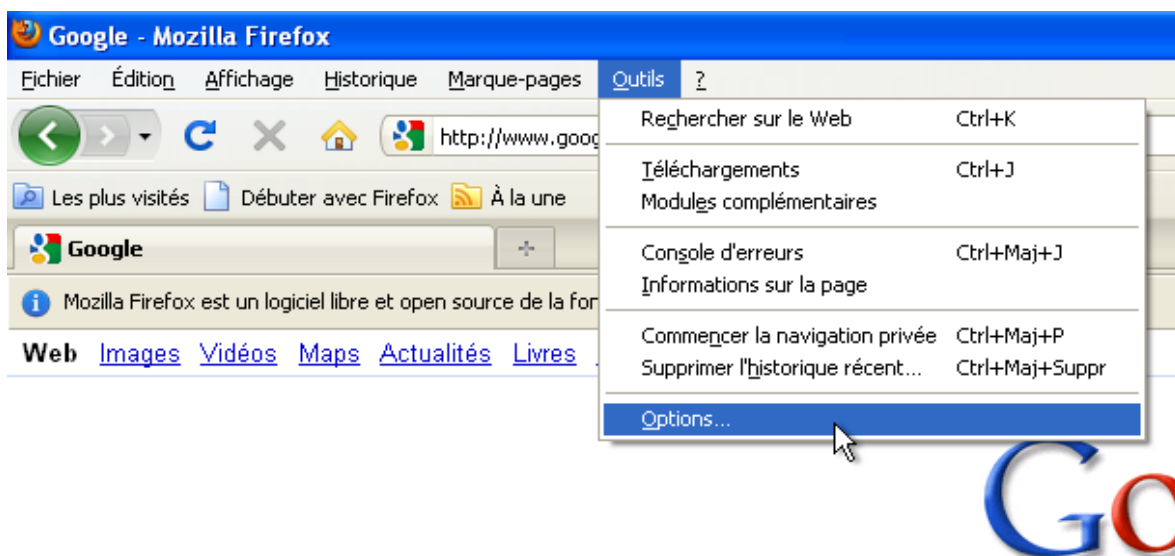 Google - Mozilla Firefox
Fichier Édition Affichage Historique Marque-pages Outils ?
http://www.goog
Les plus visités Débuter avec Firefox À la une
Google
Mozilla Firefox est un logiciel libre et open source de la for
Web Images Vidéos Maps Actualités Livres
Rechercher sur le Web Ctrl+K
Téléchargements Ctrl+J
Modules complémentaires
Console d'erreurs Ctrl+Maj+J
Informations sur la page
Commencer la navigation privée Ctrl+Maj+P
Supprimer l'historique récent... Ctrl+Maj+Suppr
Options...
Go